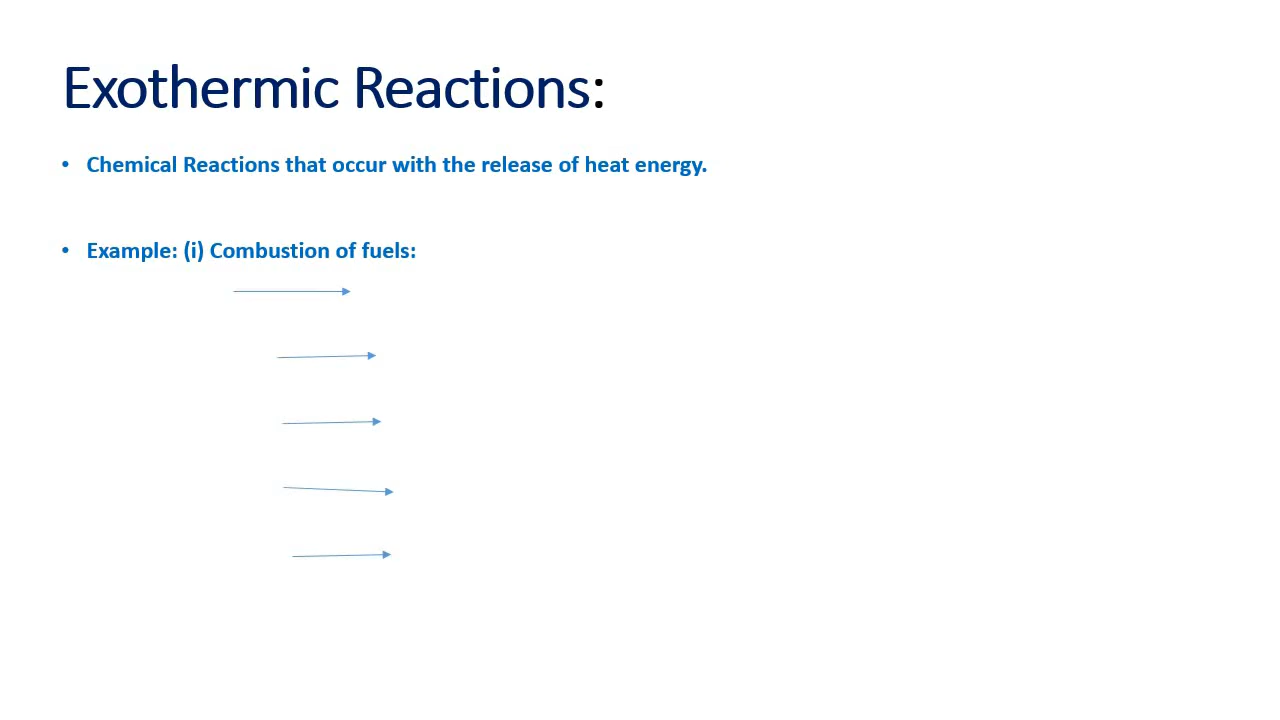 Exothermic Reactions:
• Chemical Reactions that occur with the release of heat energy.
• Example: (i) Combustion of fuels: